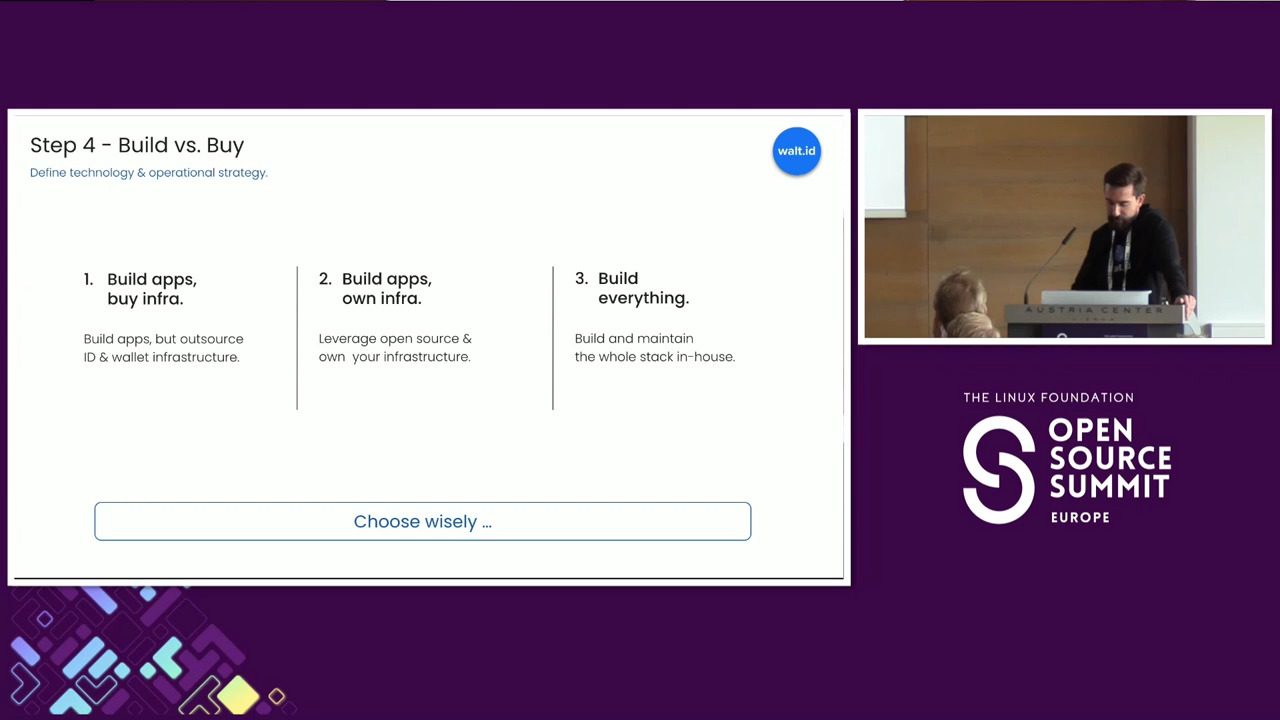 Step 4 - Build vs. Buy
Define technology & operational strategy.
walt.id
1. Build apps,
buy infra.
Build apps, but outsource
ID & wallet infrastructure.
2. Build apps,
own infra.
Leverage open source &
own your infrastructure.
3. Build
everything.
Build and maintain
the whole stack in-house.
Choose wisely ...
AUSTRIA CENTER
THE LINUX FOUNDATION
OPEN
SOURCE
SUMMIT
EUROPE